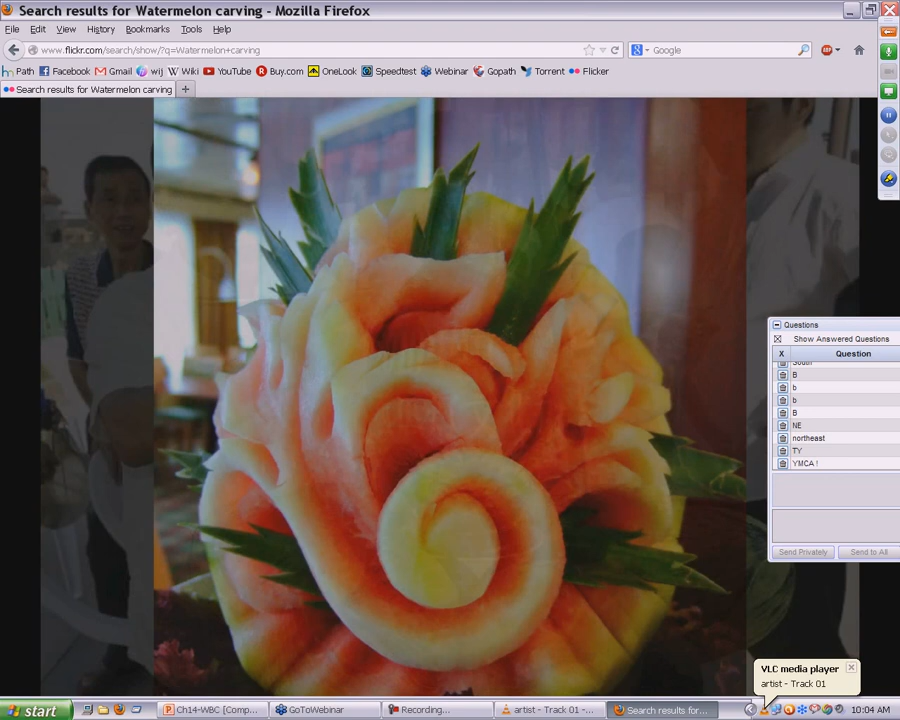 Search results for Watermelon carving - Mozilla Firefox
File Edit View History Bookmarks Tools Help
www.flickr.com/search/show/?q=Watermelon+carving
Google
Path Facebook Gmail wij Wiki YouTube Buy.com OneLook Speedtest Webinar Gopath Torrent Flicker
Search results for Watermelon carving
Questions
Show Answered Questions
X Question
B
b
b
B
NE
northeast
TY
YMCA !
Send Privately Send to All
VLC media player
artist - Track 01
start Ch14-WBC [Comp... GoToWebinar Recording... artist - Track 01 -... Search results for... 10:04 AM